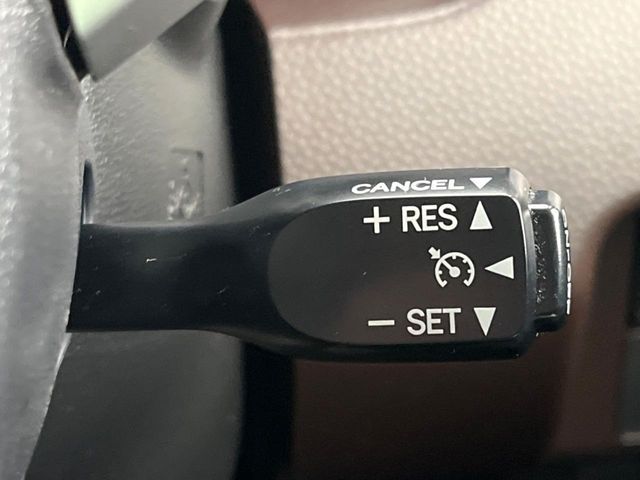 CANCEL ▼
+ RES ▲
◀
− SET ▼